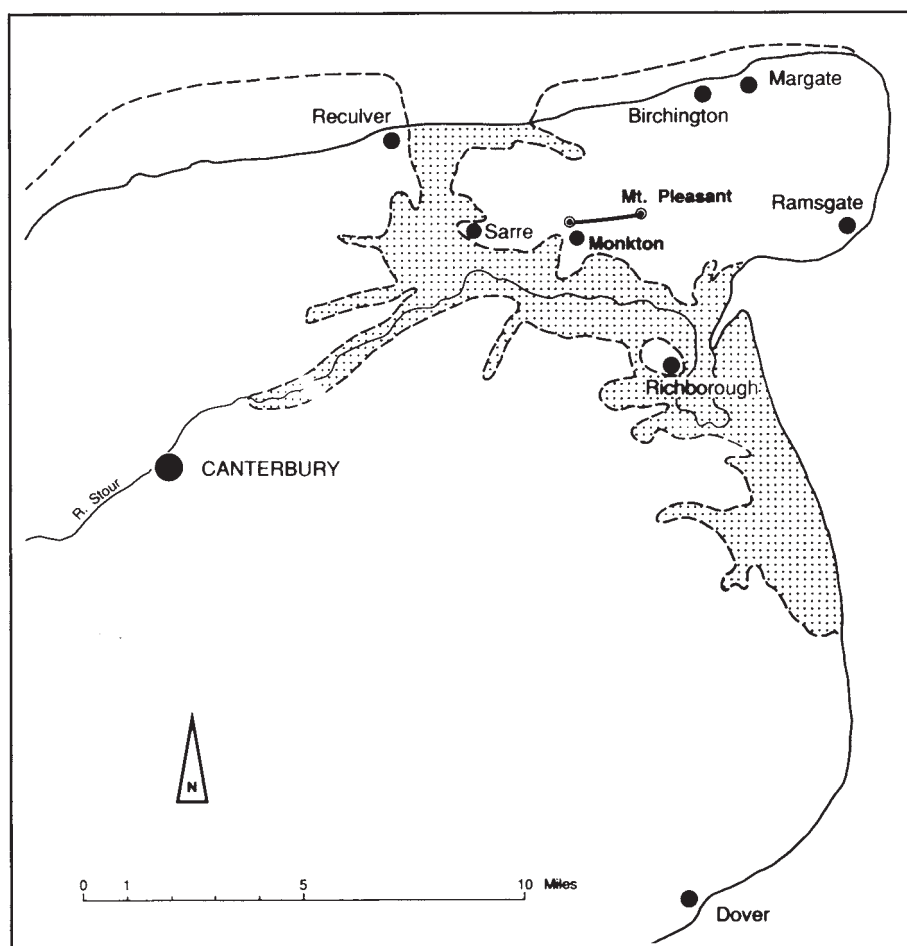 Margate
Reculver
Birchington
Mt. Pleasant
Ramsgate
Sarre
Monkton
Richborough
CANTERBURY
R. Stour
N
0 1 5 10 Miles
Dover